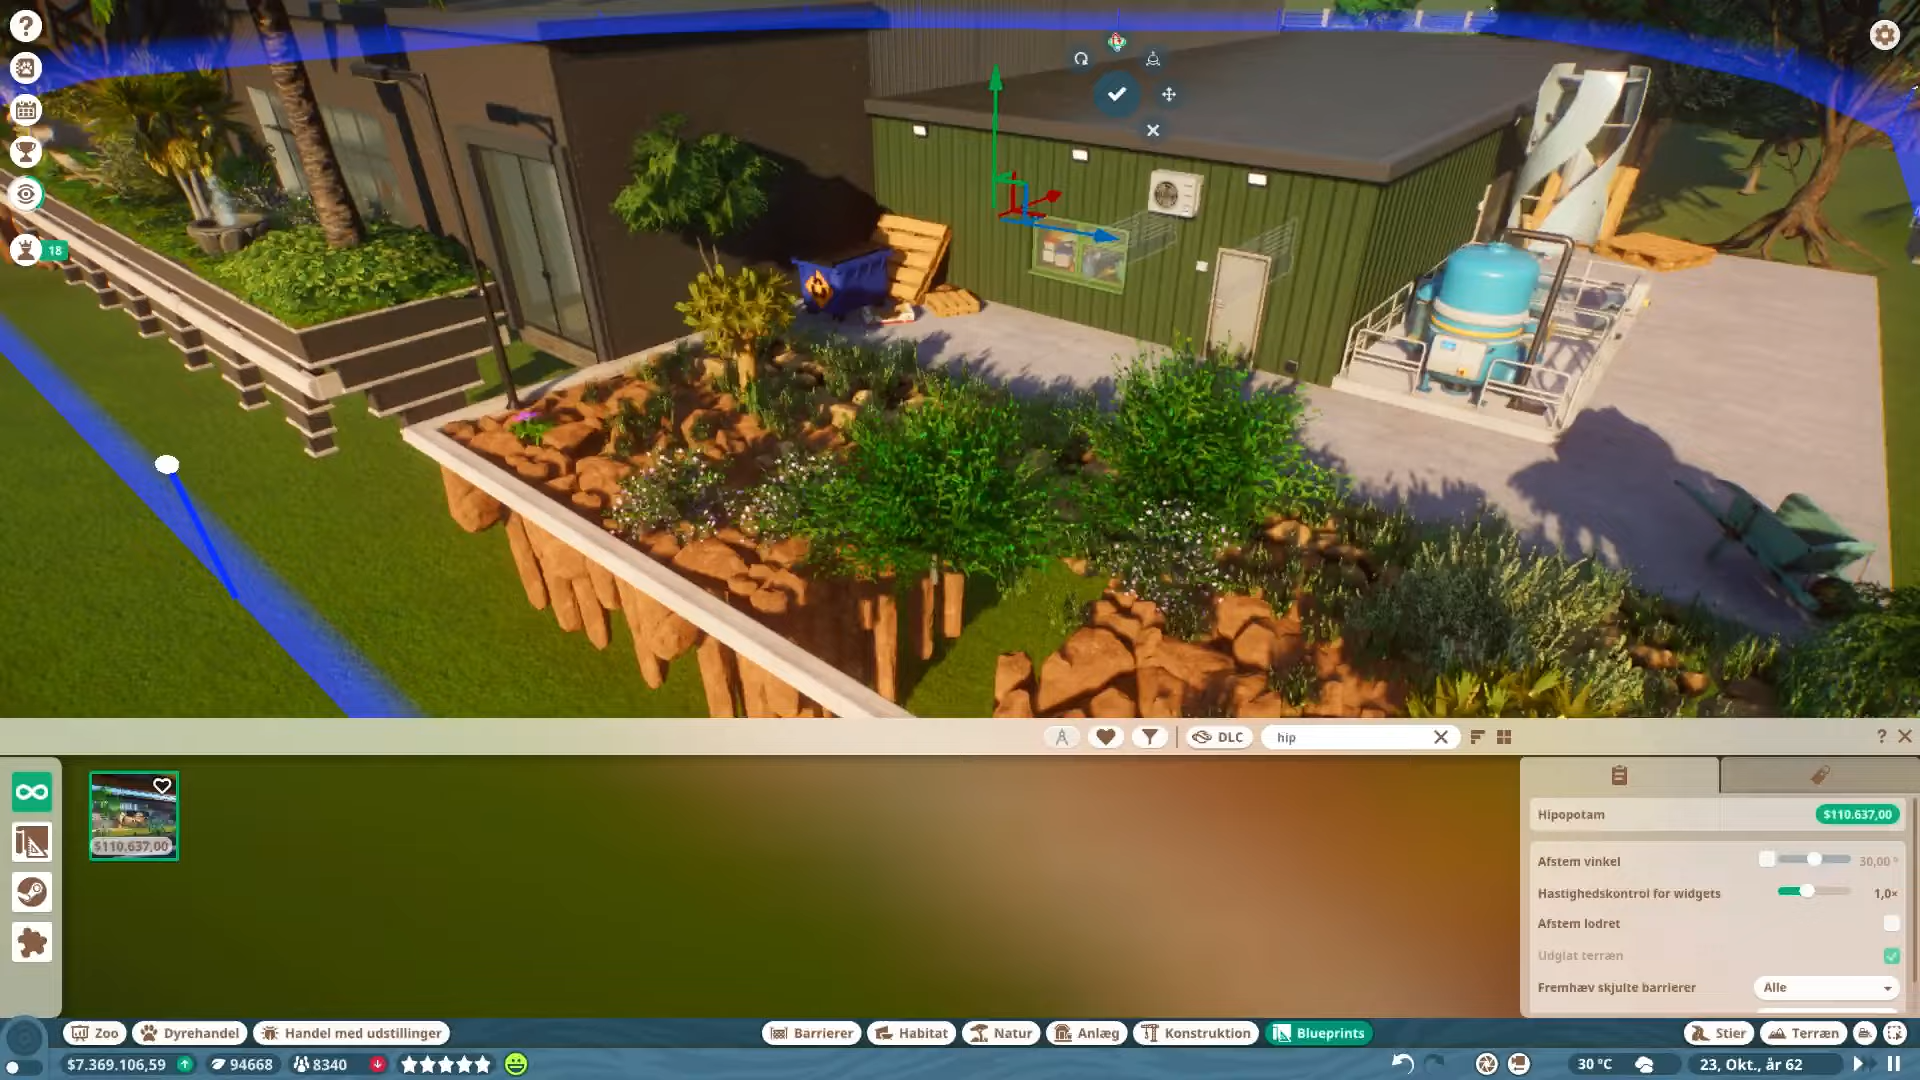 ?
18
DLC
hip
?
$110.637,00
Hipopotam
$110.637,00
Afstem vinkel
30,00 °
Hastighedskontrol for widgets
1,0×
Afstem lodret
Udglat terræn
Fremhæv skjulte barrierer
Alle
Zoo
Dyrehandel
Handel med udstillinger
Barrierer
Habitat
Natur
Anlæg
Konstruktion
Blueprints
Stier
Terræn
$7.369.106,59
94668
8340
30 °C
23, Okt., år 62